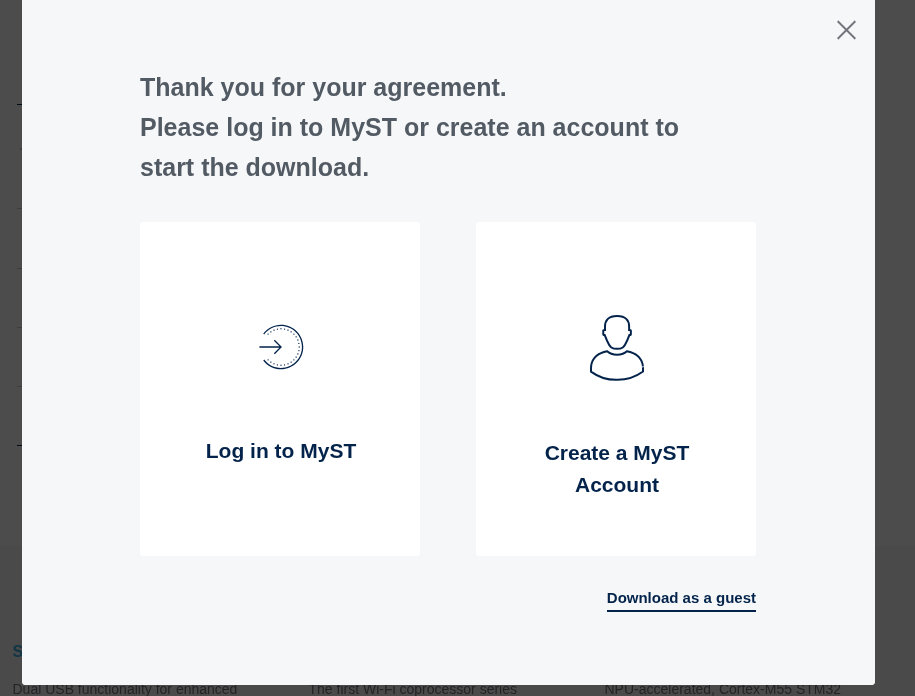 Thank you for your agreement.
Please log in to MyST or create an account to
start the download.
Log in to MyST
Create a MyST
Account
Download as a guest
S
Dual USB functionality for enhanced
The first Wi-Fi coprocessor series
NPU-accelerated, Cortex-M55 STM32